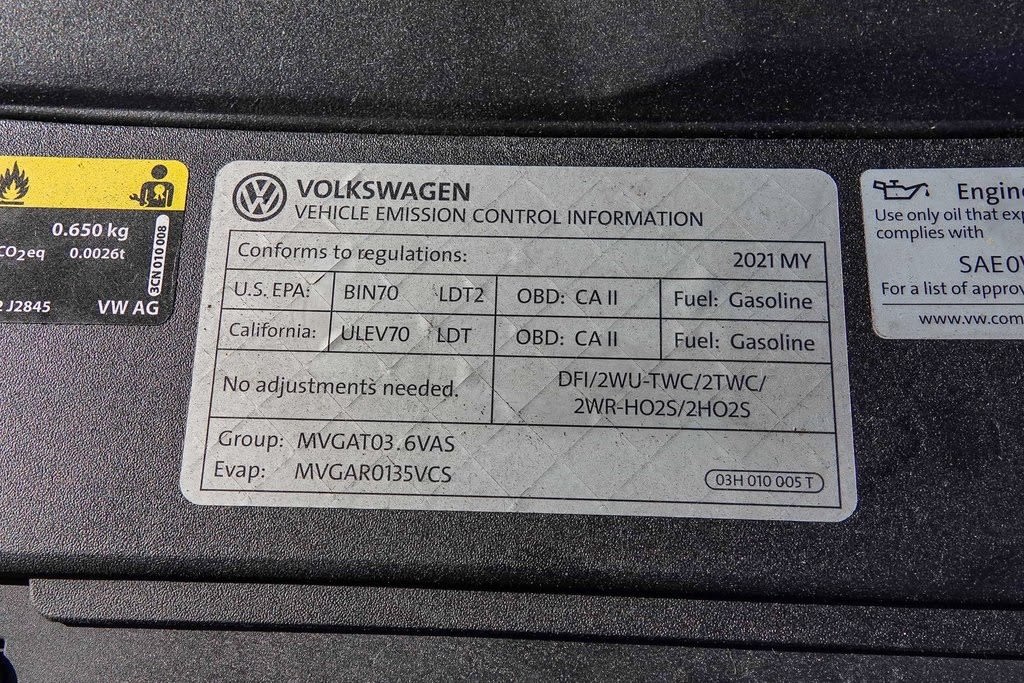 0.650 kg
CO2eq 0.0026t
3CN 010 008
J2845 VW AG
VOLKSWAGEN
VEHICLE EMISSION CONTROL INFORMATION
Conforms to regulations: 2021 MY
U.S. EPA: BIN70 LDT2 OBD: CA II Fuel: Gasoline
California: ULEV70 LDT OBD: CA II Fuel: Gasoline
No adjustments needed.
DFI/2WU-TWC/2TWC/
2WR-HO2S/2HO2S
Group: MVGAT03.6VAS
Evap: MVGAR0135VCS
03H 010 005 T
Engine
Use only oil that
complies with
SAE0
For a list of
www.vw.com